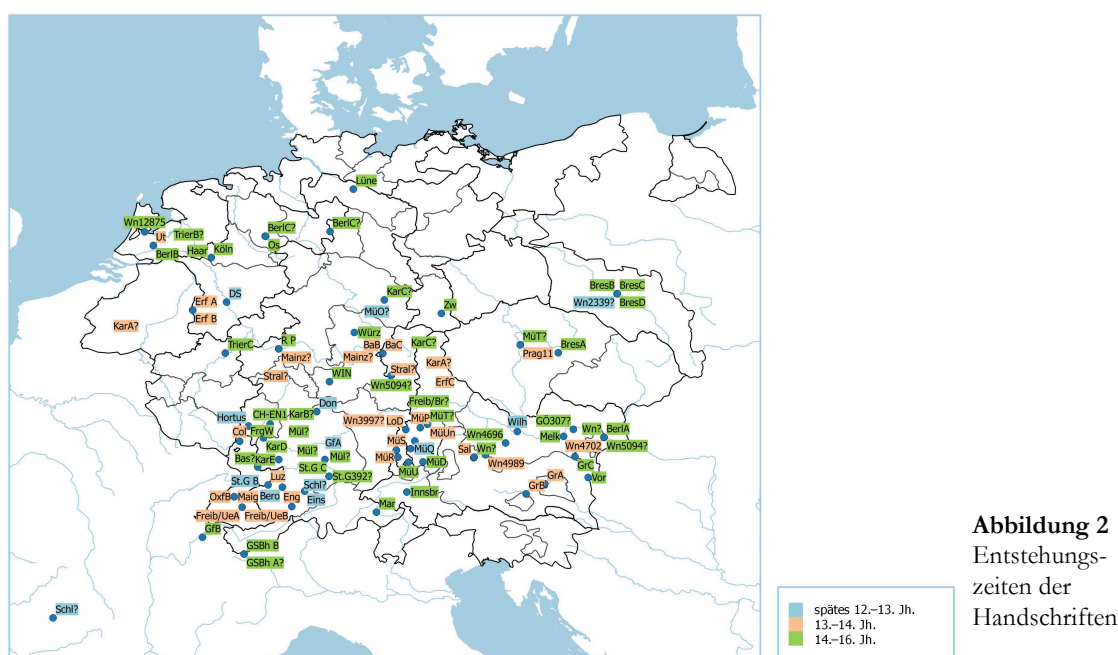 Lüne
Wn12875
Ut
TrierB?
BerlB
Haar
Köln
BerlC?
Os
BerlC?
DS
Erf A
Erf B
KarA?
KarC?
MüO?
Zw
BresB
BresC
Wn2339?
BresD
TrierC
R P
Mainz?
Stral?
Würz
BaB
BaC
Mainz?
KarC?
Stral?
Wn5094?
KarA?
ErfC
MüT?
Prag11
BresA
WIN
Hortus
Col
CH-EN1
KarB?
Don
FrgW
Mül?
KarD
Mül?
GfA
Mül?
Bas?
KarE
St.G C
St.G392?
St.G B
Luz
Bero
Schl?
Eins
OxfB
Maig
Eng
Freib/UeA
Freib/UeB
GfB
GSBh B
GSBh A?
Schl?
Freib/Br?
Wn3997?
LoD
MüP
MüT?
MüUn
MüS
MüQ
MüR
MüD
MüU
Innsbr
Mar
Wilh
Wn4696
Wn?
Sal
Wn4989
GÖ307?
Melk
Wn?
BerlA
Wn5094?
Wn4702
GrC
Vor
GrA
GrB
Abbildung 2
Entstehungs-
zeiten der
Handschriften
spätes 12.–13. Jh.
13.–14. Jh.
14.–16. Jh.